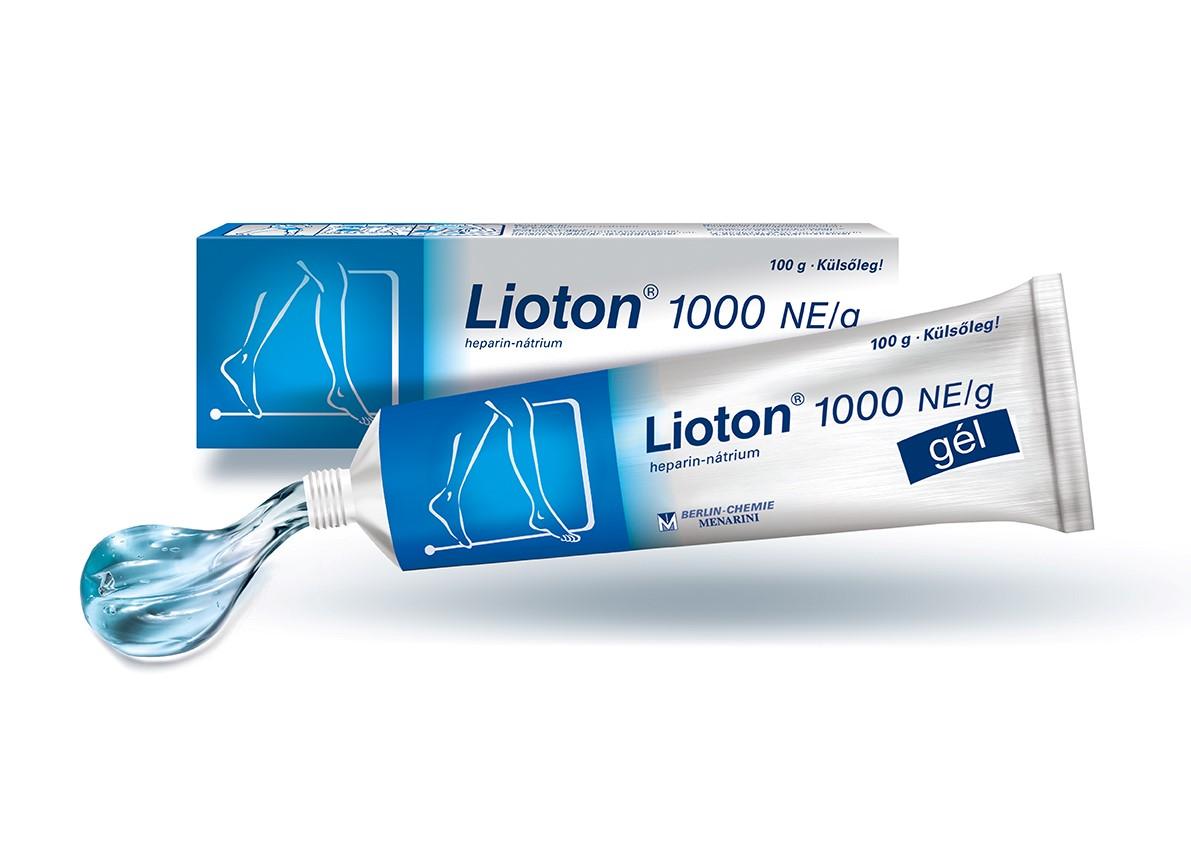 100 g · Külsőleg!
Lioton® 1000 NE/g
heparin-nátrium
100 g · Külsőleg!
Lioton® 1000 NE/g
heparin-nátrium
gél
BERLIN-CHEMIE
MENARINI